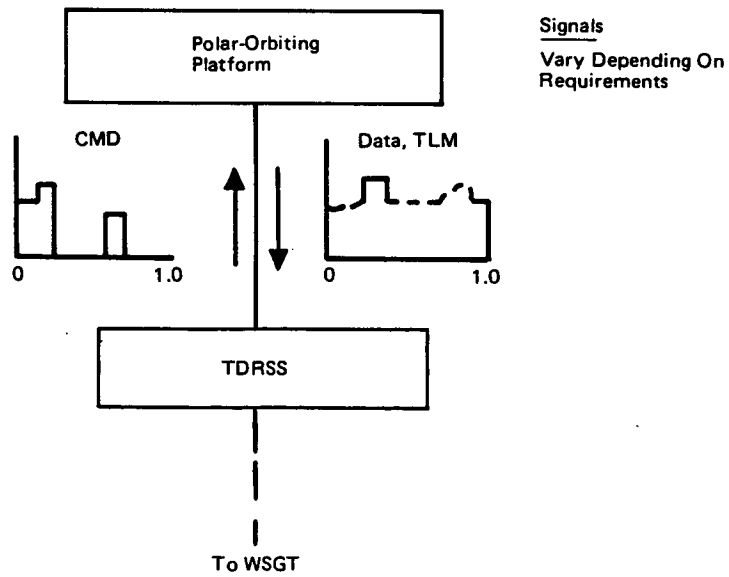 Polar-Orbiting
Platform
Signals
Vary Depending On
Requirements
CMD
Data, TLM
0
1.0
0
1.0
TDRSS
To WSGT